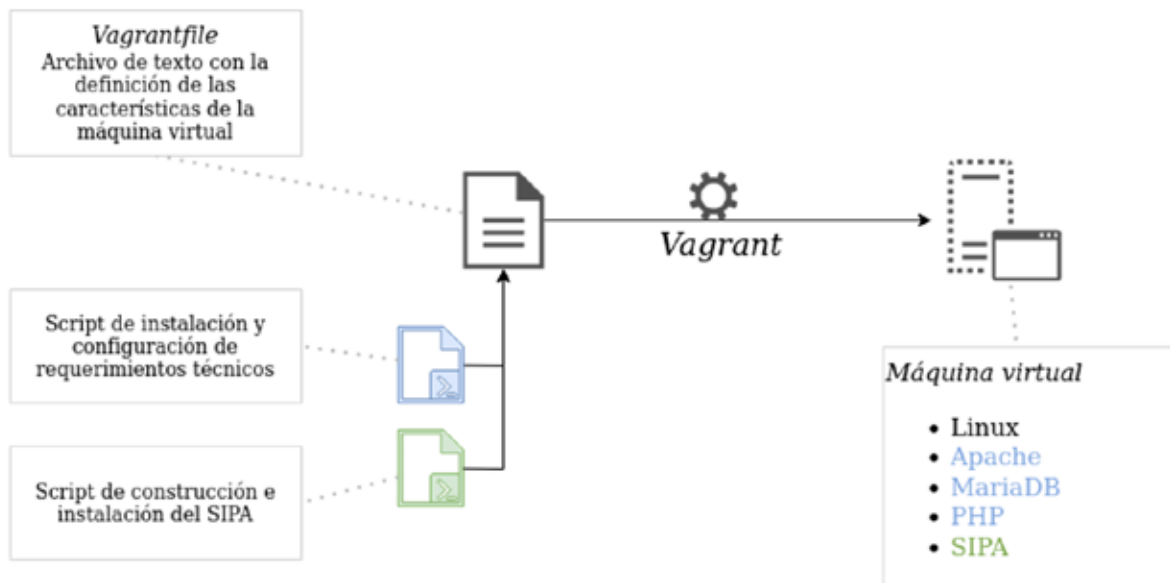 Vagrantfile
Archivo de texto con la
definición de las
características de la
máquina virtual
Vagrant
Script de instalación y
configuración de
requerimientos técnicos
Script de construcción e
instalación del SIPA
Máquina virtual
• Linux
• Apache
• MariaDB
• PHP
• SIPA